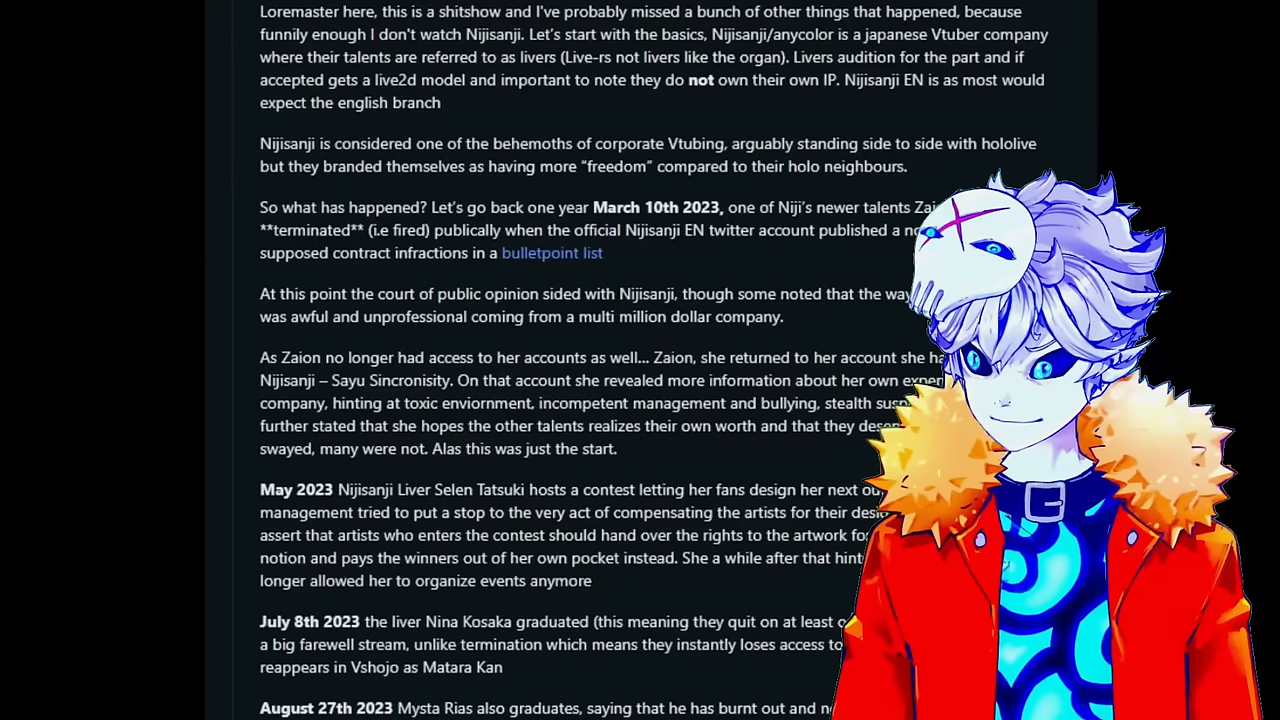 Loremaster here, this is a shitshow and I've probably missed a bunch of other things that happened, because
funnily enough I don't watch Nijisanji. Let's start with the basics, Nijisanji/anycolor is a japanese Vtuber company
where their talents are referred to as livers (Live-rs not livers like the organ). Livers audition for the part and if
accepted gets a live2d model and important to note they do not own their own IP. Nijisanji EN is as most would
expect the english branch
Nijisanji is considered one of the behemoths of corporate Vtubing, arguably standing side to side with hololive
but they branded themselves as having more “freedom” compared to their holo neighbours.
So what has happened? Let's go back one year March 10th 2023, one of Niji's newer talents
**terminated** (i.e fired) publically when the official Nijisanji EN twitter account published a
supposed contract infractions in a bulletpoint list
At this point the court of public opinion sided with Nijisanji, though some noted that the way
was awful and unprofessional coming from a multi million dollar company.
As Zaion no longer had access to her accounts as well... Zaion, she returned to her account she
Nijisanji – Sayu Sincronisity. On that account she revealed more information about her own
company, hinting at toxic enviornment, incompetent management and bullying, stealth
further stated that she hopes the other talents realizes their own worth and that they
swayed, many were not. Alas this was just the start.
May 2023 Nijisanji Liver Selen Tatsuki hosts a contest letting her fans design her next
management tried to put a stop to the very act of compensating the artists for their
assert that artists who enters the contest should hand over the rights to the artwork
notion and pays the winners out of her own pocket instead. She a while after that
longer allowed her to organize events anymore
July 8th 2023 the liver Nina Kosaka graduated (this meaning they quit on at least
a big farewell stream, unlike termination which means they instantly loses access to
reappears in Vshojo as Matara Kan
August 27th 2023 Mysta Rias also graduates, saying that he has burnt out and